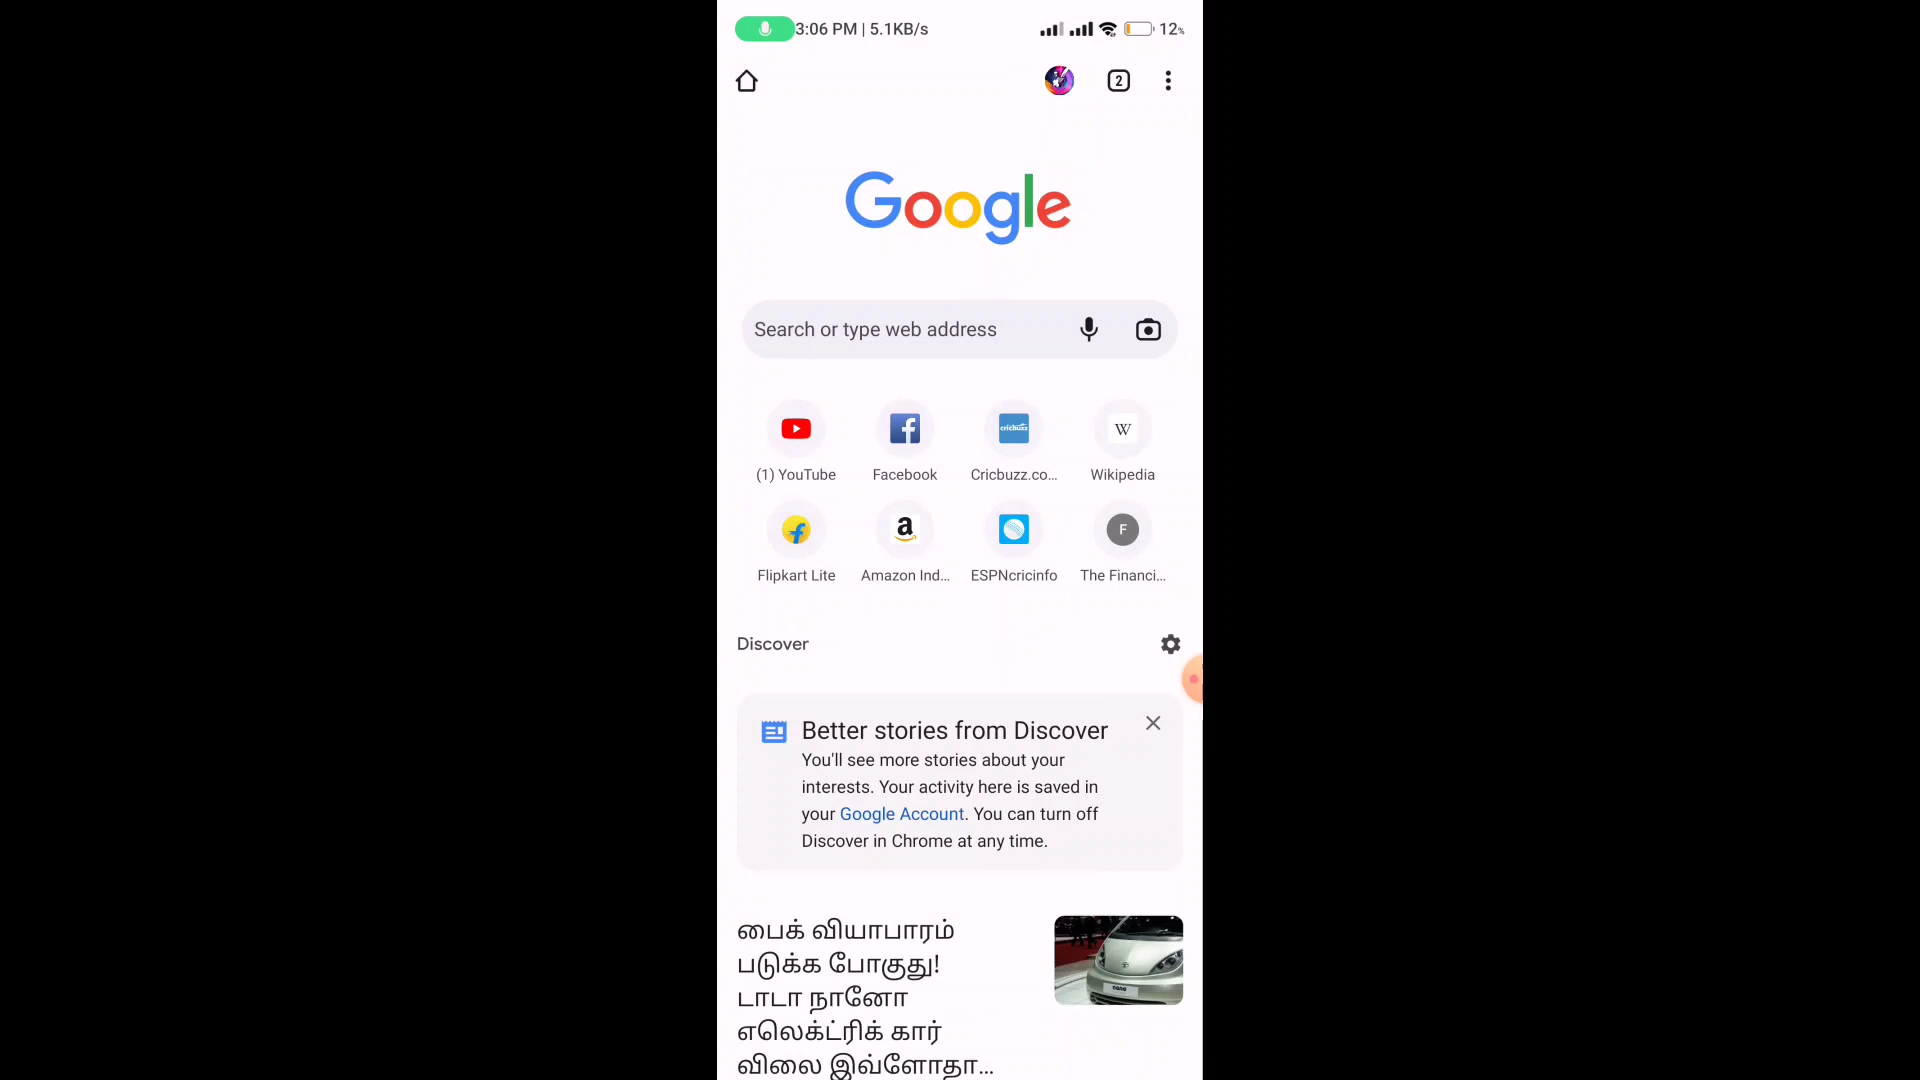 3:06 PM | 5.1KB/s 12%
2
Google
Search or type web address
cricbuzz W
(1) YouTube Facebook Cricbuzz.co... Wikipedia
a F
Flipkart Lite Amazon Ind... ESPNcricinfo The Financi...
Discover
Better stories from Discover
You'll see more stories about your
interests. Your activity here is saved in
your Google Account. You can turn off
Discover in Chrome at any time.
பைக் வியாபாரம்
படுக்க போகுது!
டாடா நானோ
எலெக்ட்ரிக் கார்
விலை இவ்ளோதா...
nano